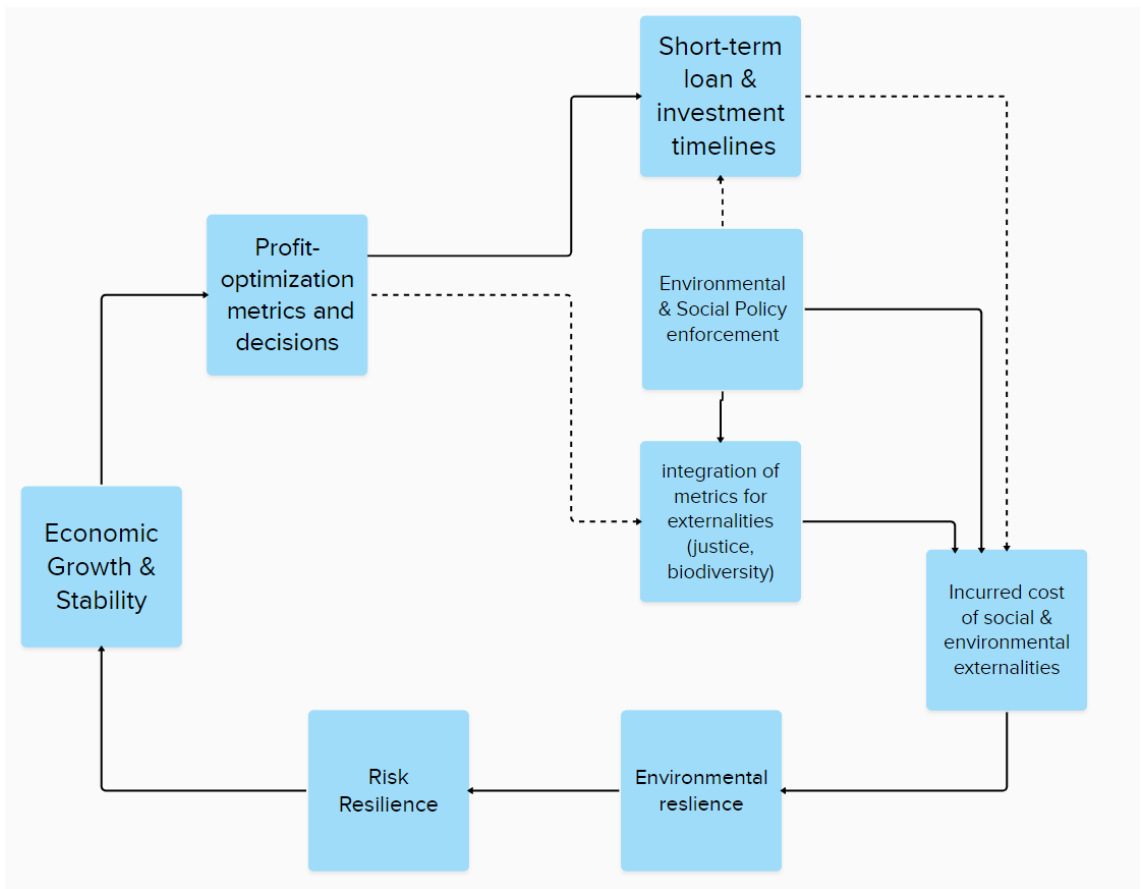 Short-term
loan &
investment
timelines
Profit-
optimization
metrics and
decisions
Environmental
& Social Policy
enforcement
integration of
metrics for
externalities
(justice,
biodiversity)
Economic
Growth &
Stability
Incurred cost
of social &
environmental
externalities
Risk
Resilience
Environmental
reslience